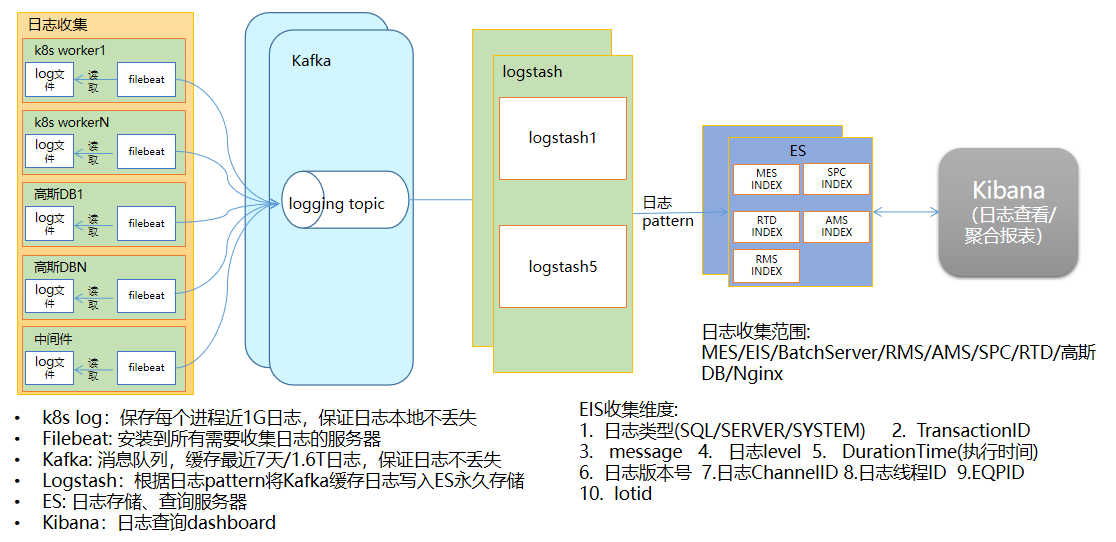 日志收集
k8s worker1
log文
件
读
取
filebeat
k8s workerN
log文
件
读
取
filebeat
高斯DB1
log文
件
读
取
filebeat
高斯DBN
log文
件
读
取
filebeat
中间件
log文
件
读
取
filebeat
Kafka
logging topic
logstash
logstash1
logstash5
日志
pattern
ES
MES
INDEX
SPC
INDEX
RTD
INDEX
AMS
INDEX
RMS
INDEX
Kibana
（日志查看/
聚合报表）
日志收集范围:
MES/EIS/BatchServer/RMS/AMS/SPC/RTD/高斯
DB/Nginx
• k8s log：保存每个进程近1G日志，保证日志本地不丢失
• Filebeat: 安装到所有需要收集日志的服务器
• Kafka: 消息队列，缓存最近7天/1.6T日志，保证日志不丢失
• Logstash：根据日志pattern将Kafka缓存日志写入ES永久存储
• ES: 日志存储、查询服务器
• Kibana：日志查询dashboard
EIS收集维度:
1. 日志类型(SQL/SERVER/SYSTEM) 2. TransactionID
3. message 4. 日志level 5. DurationTime(执行时间)
6. 日志版本号 7.日志ChannelID 8.日志线程ID 9.EQPID
10. lotid